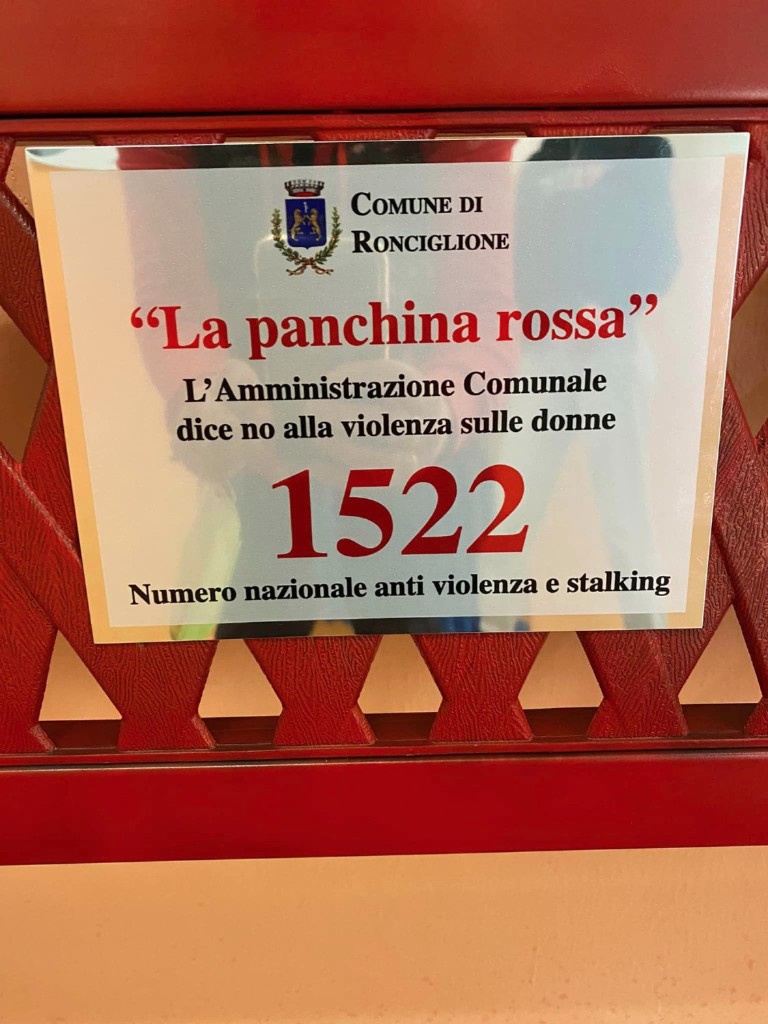 COMUNE DI
RONCIGLIONE
“La panchina rossa”
L’Amministrazione Comunale
dice no alla violenza sulle donne
1522
Numero nazionale anti violenza e stalking